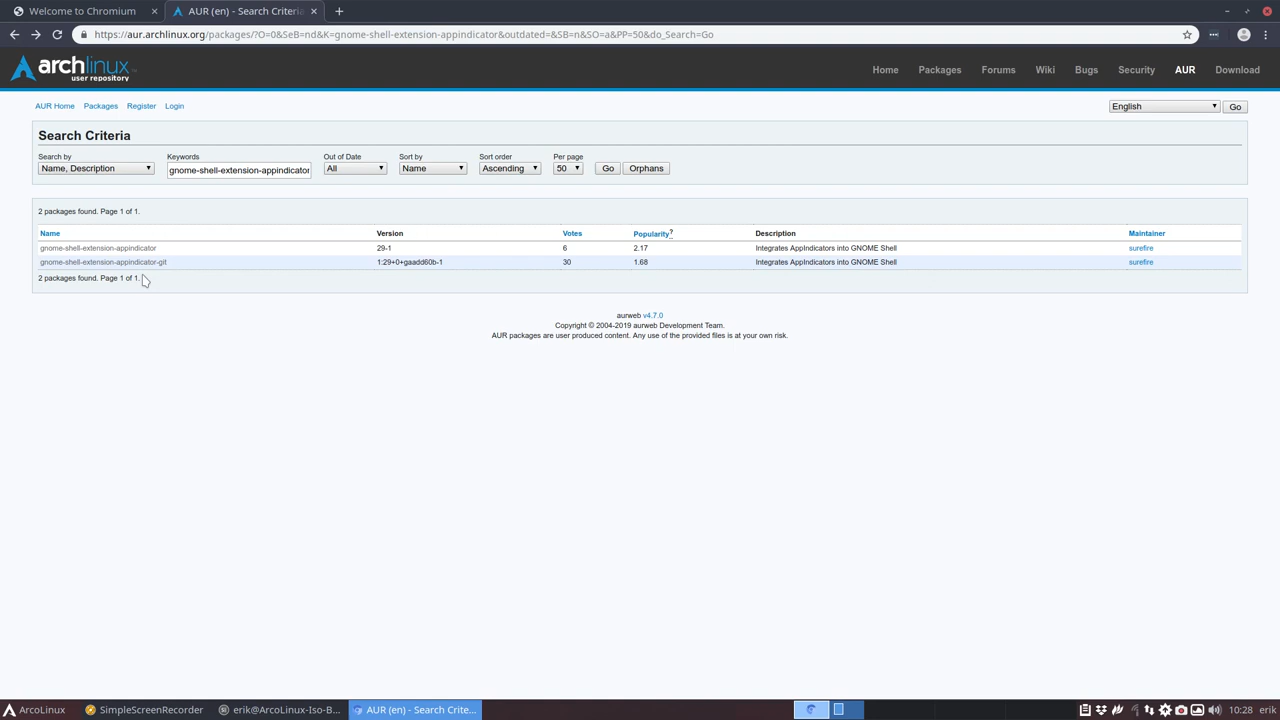 Welcome to Chromium
AUR (en) - Search Criteria
https://aur.archlinux.org/packages/?O=0&SeB=nd&K=gnome-shell-extension-appindicator&outdated=&SB=n&SO=a&PP=50&do_Search=Go
archlinux
user repository
Home Packages Forums Wiki Bugs Security AUR Download
AUR Home Packages Register Login
English Go
Search Criteria
Search by Keywords Out of Date Sort by Sort order Per page
Name, Description gnome-shell-extension-appindicator All Name Ascending 50 Go Orphans
2 packages found. Page 1 of 1.
Name Version Votes Popularity? Description Maintainer
gnome-shell-extension-appindicator 29-1 6 2.17 Integrates AppIndicators into GNOME Shell surefire
gnome-shell-extension-appindicator-git 1:29+0+gaadd60b-1 30 1.68 Integrates AppIndicators into GNOME Shell surefire
2 packages found. Page 1 of 1.
aurweb v4.7.0
Copyright © 2004-2019 aurweb Development Team.
AUR packages are user produced content. Any use of the provided files is at your own risk.
ArcoLinux SimpleScreenRecorder erik@ArcoLinux-Iso-B... AUR (en) - Search Crite... 10:28 erik